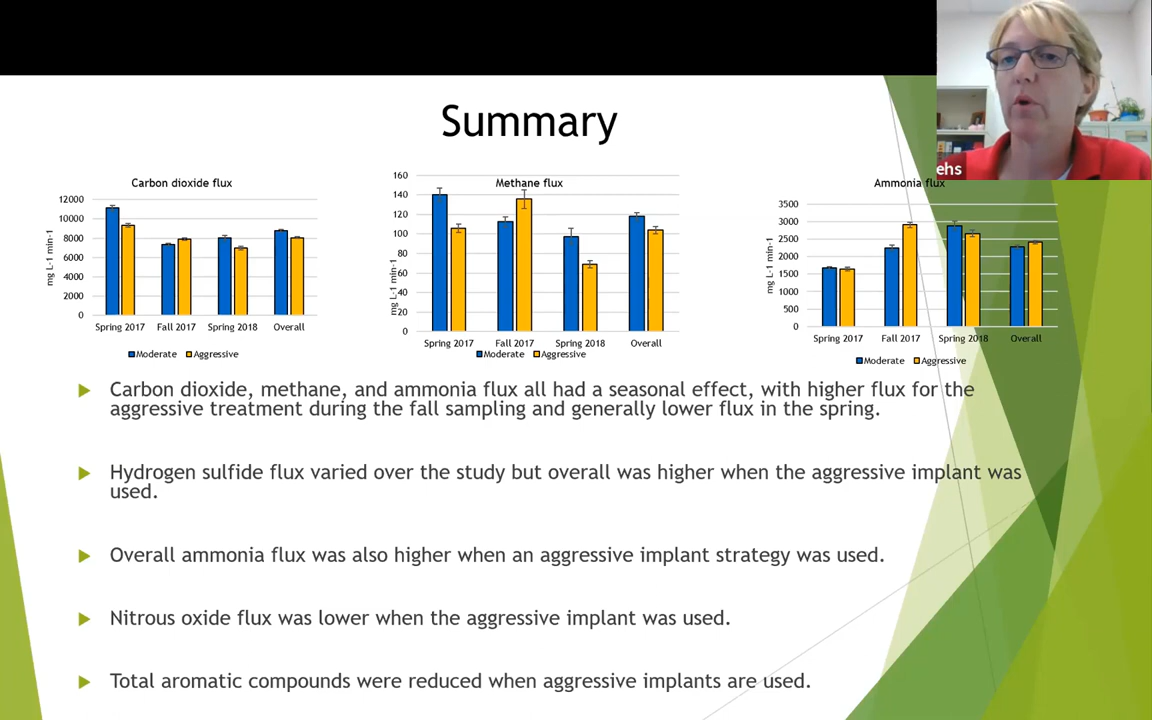 Summary
ehs
Carbon dioxide flux
12000
10000
8000
6000
4000
2000
0
mg L-1 min-1
Spring 2017 Fall 2017 Spring 2018 Overall
Moderate Aggressive
Methane flux
160
140
120
100
80
60
40
20
0
mg L-1 min-1
Spring 2017 Fall 2017 Spring 2018 Overall
Moderate Aggressive
Ammonia flux
3500
3000
2500
2000
1500
1000
500
0
mg L-1 min-1
Spring 2017 Fall 2017 Spring 2018 Overall
Moderate Aggressive
Carbon dioxide, methane, and ammonia flux all had a seasonal effect, with higher flux for the
aggressive treatment during the fall sampling and generally lower flux in the spring.
Hydrogen sulfide flux varied over the study but overall was higher when the aggressive implant was
used.
Overall ammonia flux was also higher when an aggressive implant strategy was used.
Nitrous oxide flux was lower when the aggressive implant was used.
Total aromatic compounds were reduced when aggressive implants are used.